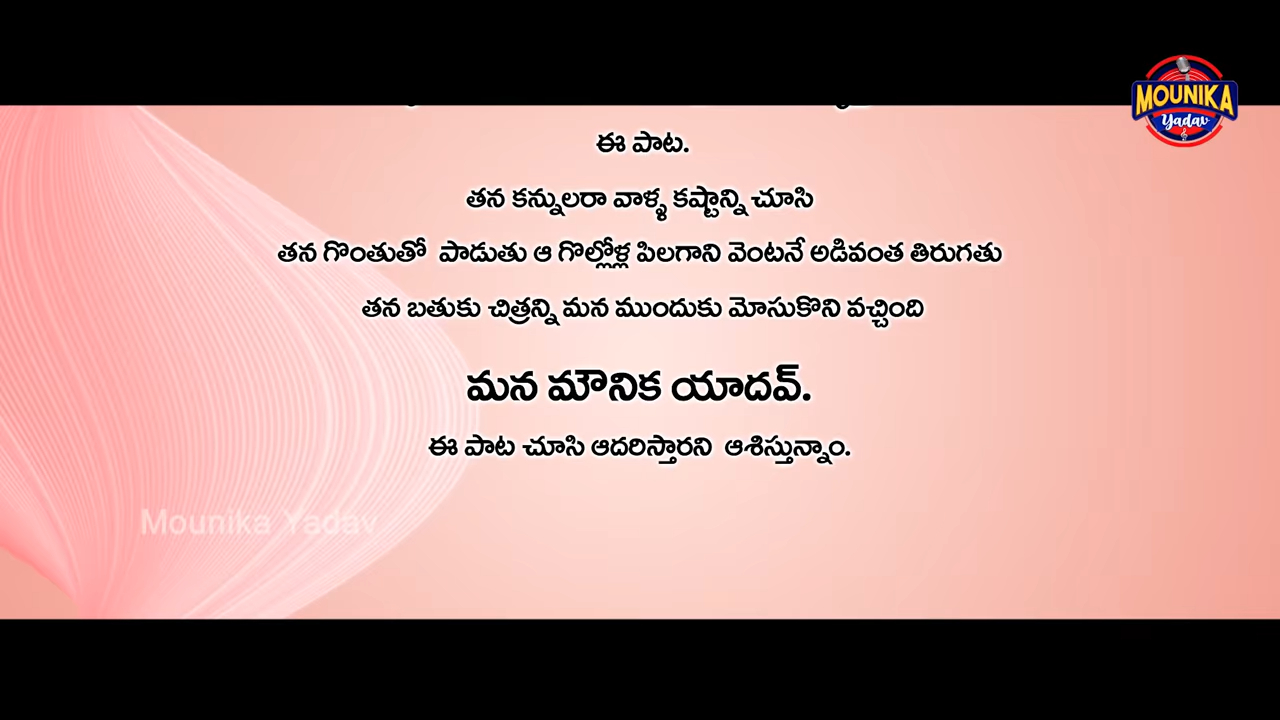 MOUNIKA
Yadav
ఈ పాట.
తన కన్నులరా వాళ్ళ కష్టాన్ని చూసి
తన గొంతుతో పాడుతు ఆ గొల్లోళ్ల పిలగాని వెంటనే అడివంత తిరుగతు
తన బతుకు చిత్రన్ని మన ముందుకు మోసుకొని వచ్చింది
మన మౌనిక యాదవ్.
ఈ పాట చూసి ఆదరిస్తారని ఆశిస్తున్నాం.
Mounika Yadav